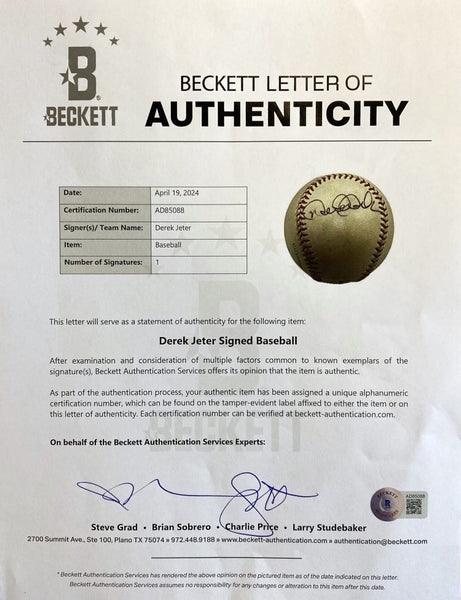 B
®
BECKETT
BECKETT LETTER OF
AUTHENTICITY
Date: April 19, 2024
Certification Number: AD85088
Signer(s)/ Team Name: Derek Jeter
Item: Baseball
Number of Signatures: 1
This letter will serve as a statement of authenticity for the following item:
Derek Jeter Signed Baseball
After examination and consideration of multiple factors common to known exemplars of the
signature(s), Beckett Authentication Services offers its opinion that the item is authentic.
As part of the authentication process, your authentic item has been assigned a unique alphanumeric
certification number, which can be found on the tamper-evident label affixed to either the item or on
this letter of authenticity. Each certification number can be verified at beckett-authentication.com.
BECKETT
On behalf of the Beckett Authentication Services Experts:
BECKETT
AD85088
Steve Grad • Brian Sobrero • Charlie Price • Larry Studebaker
2700 Summit Ave., Ste 100, Plano TX 75074 » 972.448.9188 » www.beckett-authentication.com » authentication@beckett.com
* Beckett Authentication Services has rendered the above opinion on the pictured item as of the date indicated on this letter.
Beckett Authentication Services is not responsible for any changes or alteration to this item after this date.